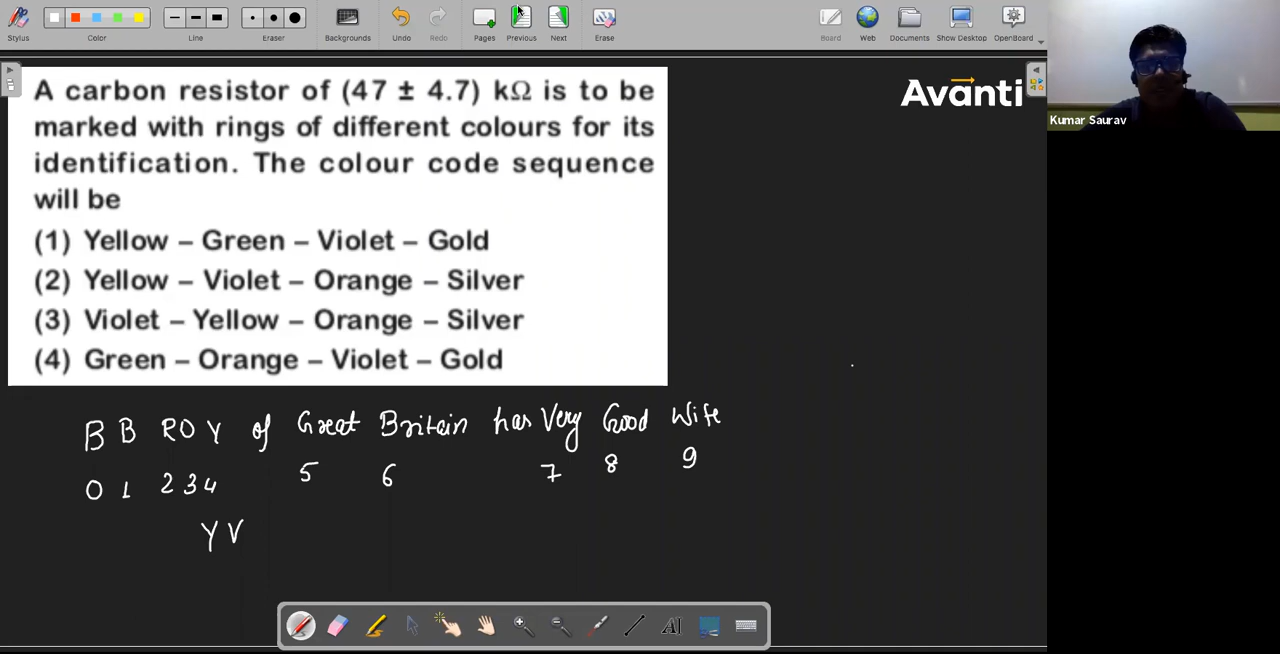 Stylus Color Line Eraser Backgrounds Undo Redo Pages Previous Next Erase Board Web Documents Show Desktop OpenBoard
A carbon resistor of (47 ± 4.7) kΩ is to be
marked with rings of different colours for its
identification. The colour code sequence
will be
(1) Yellow – Green – Violet – Gold
(2) Yellow – Violet – Orange – Silver
(3) Violet – Yellow – Orange – Silver
(4) Green – Orange – Violet – Gold
Avanti
Kumar Saurav
B B R O Y of Great Britain has Very Good Wife
0 1 2 3 4 5 6 7 8 9
Y V